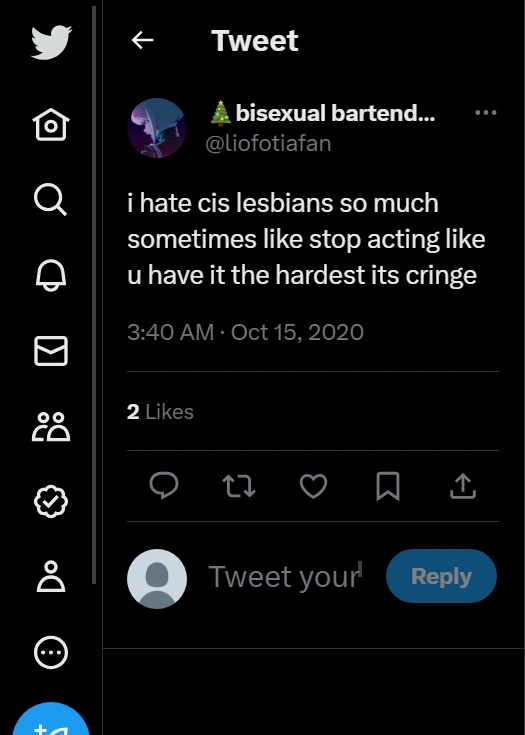 Tweet
🎄bisexual bartend...
@liofotiafan
i hate cis lesbians so much
sometimes like stop acting like
u have it the hardest its cringe
3:40 AM · Oct 15, 2020
2 Likes
Tweet your
Reply